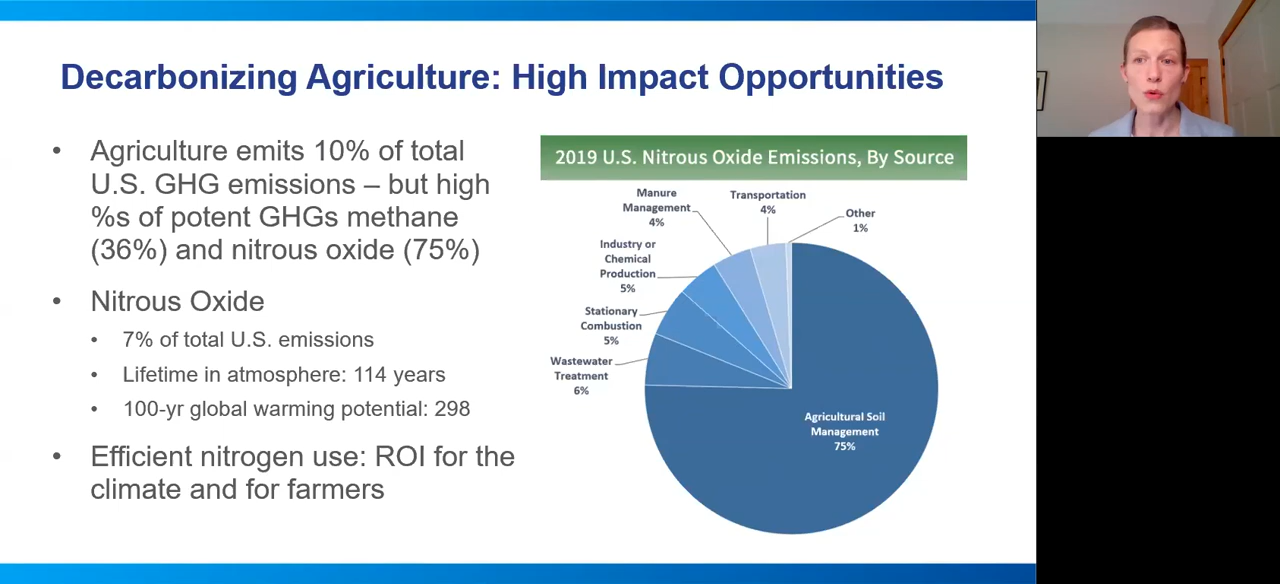 Decarbonizing Agriculture: High Impact Opportunities
• Agriculture emits 10% of total
U.S. GHG emissions – but high
%s of potent GHGs methane
(36%) and nitrous oxide (75%)
• Nitrous Oxide
• 7% of total U.S. emissions
• Lifetime in atmosphere: 114 years
• 100-yr global warming potential: 298
• Efficient nitrogen use: ROI for the
climate and for farmers
2019 U.S. Nitrous Oxide Emissions, By Source
Manure
Management
4%
Transportation
4%
Other
1%
Industry or
Chemical
Production
5%
Stationary
Combustion
5%
Wastewater
Treatment
6%
Agricultural Soil
Management
75%